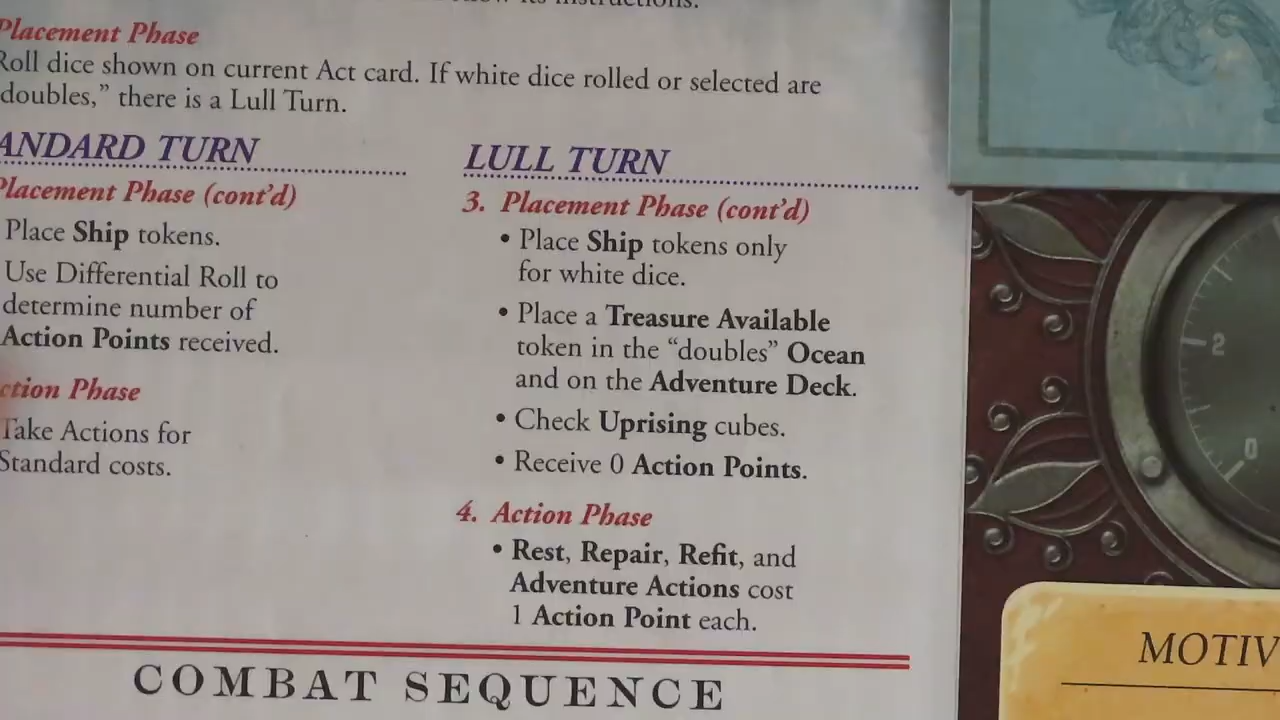 instructions.
Placement Phase
Roll dice shown on current Act card. If white dice rolled or selected are
doubles,” there is a Lull Turn.
ANDARD TURN
Placement Phase (cont’d)
Place Ship tokens.
Use Differential Roll to
determine number of
Action Points received.
ction Phase
Take Actions for
Standard costs.
LULL TURN
3. Placement Phase (cont’d)
• Place Ship tokens only
for white dice.
• Place a Treasure Available
token in the “doubles” Ocean
and on the Adventure Deck.
• Check Uprising cubes.
• Receive 0 Action Points.
4. Action Phase
• Rest, Repair, Refit, and
Adventure Actions cost
1 Action Point each.
COMBAT SEQUENCE
2
0
MOTIV